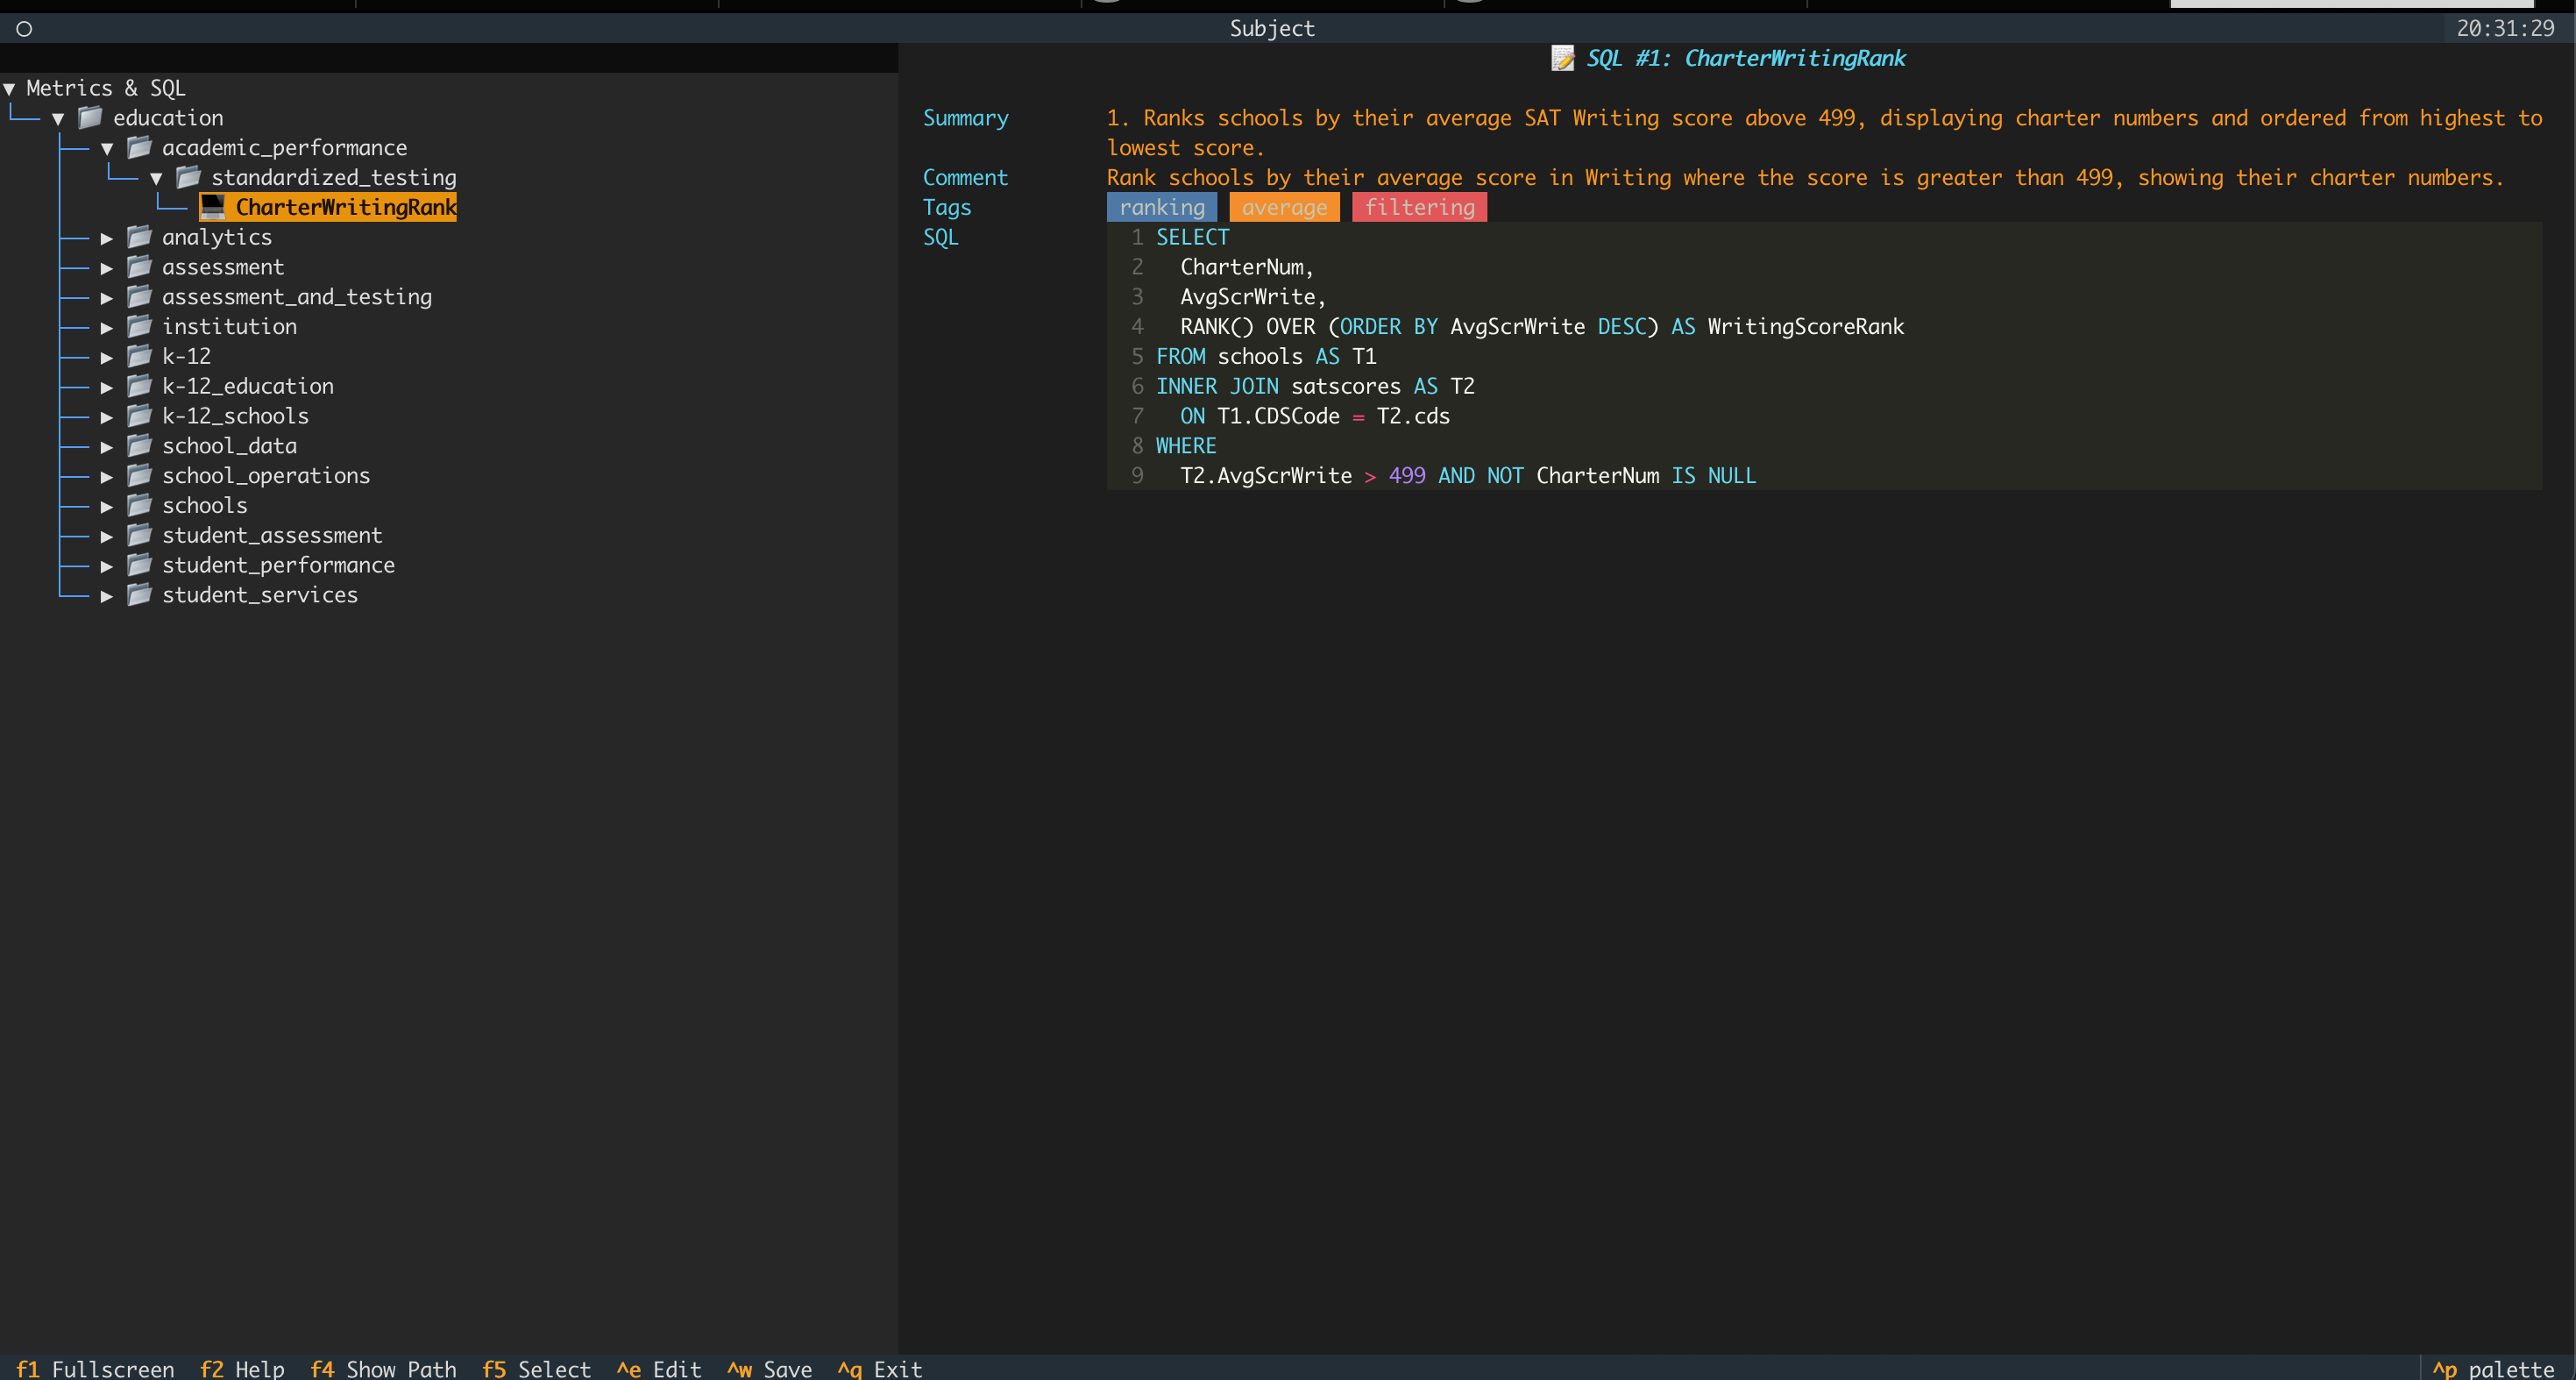 Subject
20:31:29
▼ Metrics & SQL
▼ education
▼ academic_performance
▼ standardized_testing
CharterWritingRank
▶ analytics
▶ assessment
▶ assessment_and_testing
▶ institution
▶ k-12
▶ k-12_education
▶ k-12_schools
▶ school_data
▶ school_operations
▶ schools
▶ student_assessment
▶ student_performance
▶ student_services
SQL #1: CharterWritingRank
Summary 1. Ranks schools by their average SAT Writing score above 499, displaying charter numbers and ordered from highest to
lowest score.
Comment Rank schools by their average score in Writing where the score is greater than 499, showing their charter numbers.
Tags ranking average filtering
SQL 1 SELECT
2 CharterNum,
3 AvgScrWrite,
4 RANK() OVER (ORDER BY AvgScrWrite DESC) AS WritingScoreRank
5 FROM schools AS T1
6 INNER JOIN satscores AS T2
7 ON T1.CDSCode = T2.cds
8 WHERE
9 T2.AvgScrWrite > 499 AND NOT CharterNum IS NULL
f1 Fullscreen f2 Help f4 Show Path f5 Select ^e Edit ^w Save ^q Exit ^p palette